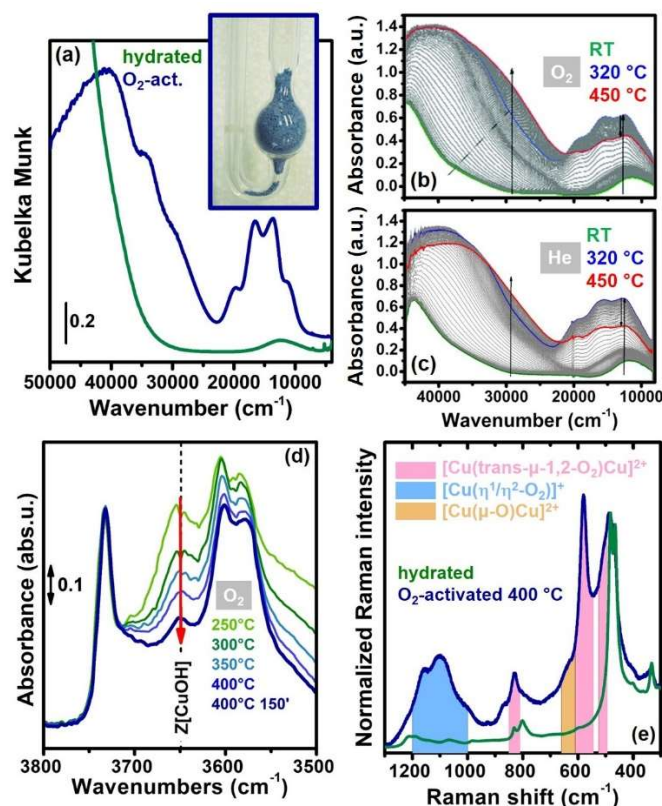 (a)
hydrated
O₂-act.
Kubelka Munk
0.2
50000 40000 30000 20000 10000
Wavenumber (cm⁻¹)
Absorbance (a.u.)
1.4
1.2
1.0
0.8
0.6
0.4
0.2
0.0
O₂
RT
320 °C
450 °C
(b)
Absorbance (a.u.)
1.4
1.2
1.0
0.8
0.6
0.4
0.2
0.0
He
RT
320 °C
450 °C
(c)
40000 32000 24000 16000 8000
Wavenumber (cm⁻¹)
(d)
Absorbance (abs.u.)
0.1
O₂
250°C
300°C
350°C
400°C
400°C 150'
Z[CuOH]
3800 3700 3600 3500
Wavenumbers (cm⁻¹)
[Cu(trans-μ-1,2-O₂)Cu]²⁺
[Cu(η¹/η²-O₂)]⁺
[Cu(μ-O)Cu]²⁺
hydrated
O₂-activated 400 °C
Normalized Raman intensity
(e)
1200 1000 800 600 400
Raman shift (cm⁻¹)